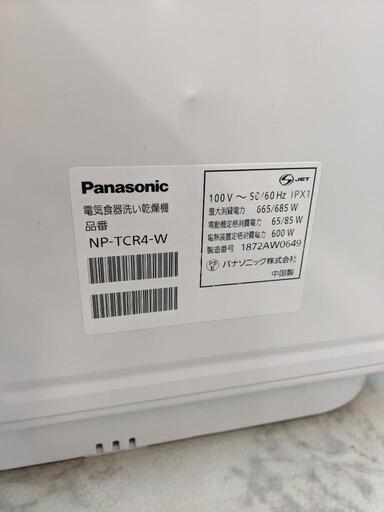 Panasonic
電気食器洗い乾燥機
品番
NP-TCR4-W
JET
100V～50/60Hz IPX1
最大消費電力 665/685W
電動機定格消費電力 65/85W
電熱装置定格消費電力 600W
製造番号 1872AW0649
パナソニック株式会社
中国製